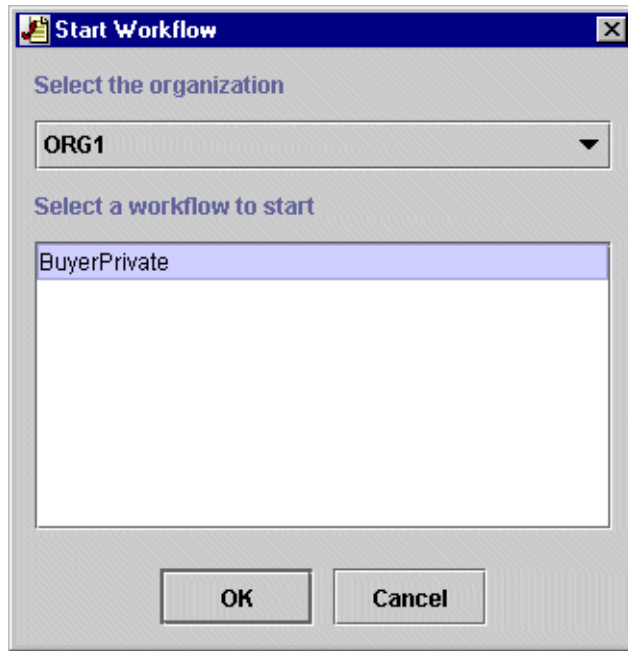 Start Workflow
Select the organization
ORG1
Select a workflow to start
BuyerPrivate
OK Cancel